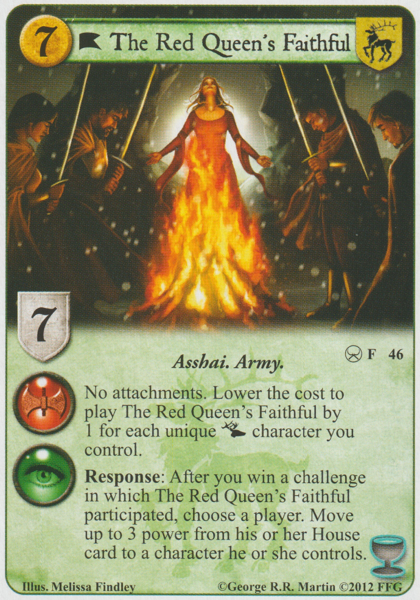 7 The Red Queen's Faithful
7
Asshai. Army.
F 46
No attachments. Lower the cost to
play The Red Queen's Faithful by
1 for each unique character you
control.
Response: After you win a challenge
in which The Red Queen's Faithful
participated, choose a player. Move
up to 3 power from his or her House
card to a character he or she controls.
Illus. Melissa Findley ©George R.R. Martin ©2012 FFG